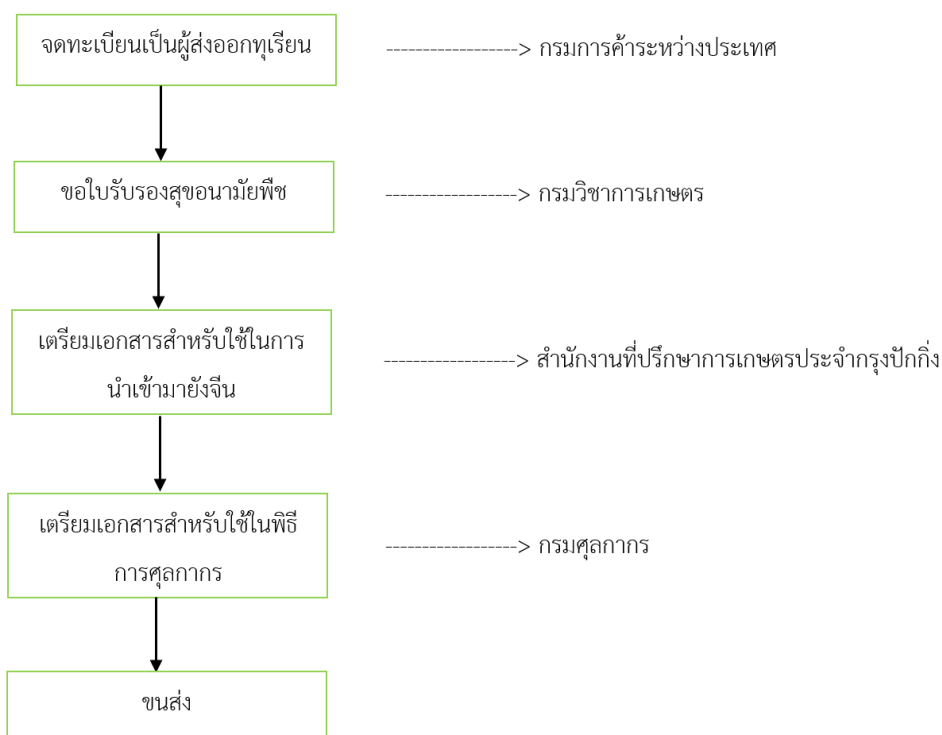 จดทะเบียนเป็นผู้ส่งออกทุเรียน ------------------> กรมการค้าระหว่างประเทศ
ขอใบรับรองสุขอนามัยพืช ------------------> กรมวิชาการเกษตร
เตรียมเอกสารสำหรับใช้ในการ
นำเข้ามายังจีน ------------------> สำนักงานที่ปรึกษาการเกษตรประจำกรุงปักกิ่ง
เตรียมเอกสารสำหรับใช้ในพิธี
การศุลกากร ------------------> กรมศุลกากร
ขนส่ง